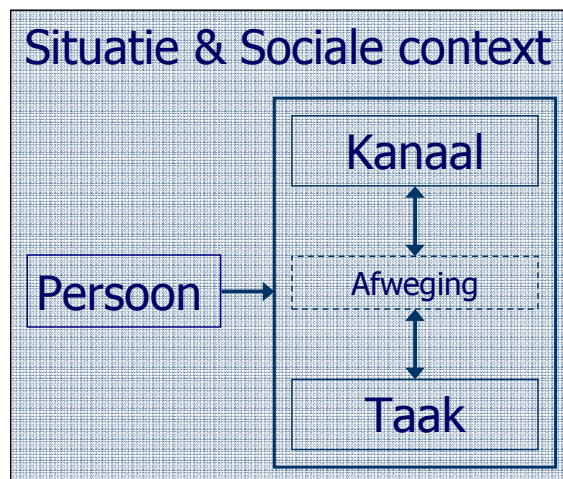 Situatie & Sociale context
Kanaal
Persoon
Afweging
Taak